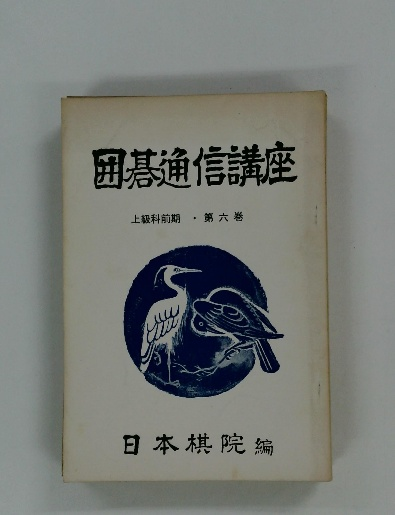 囲碁通信講座
上級科前期・第六巻
日本棋院編